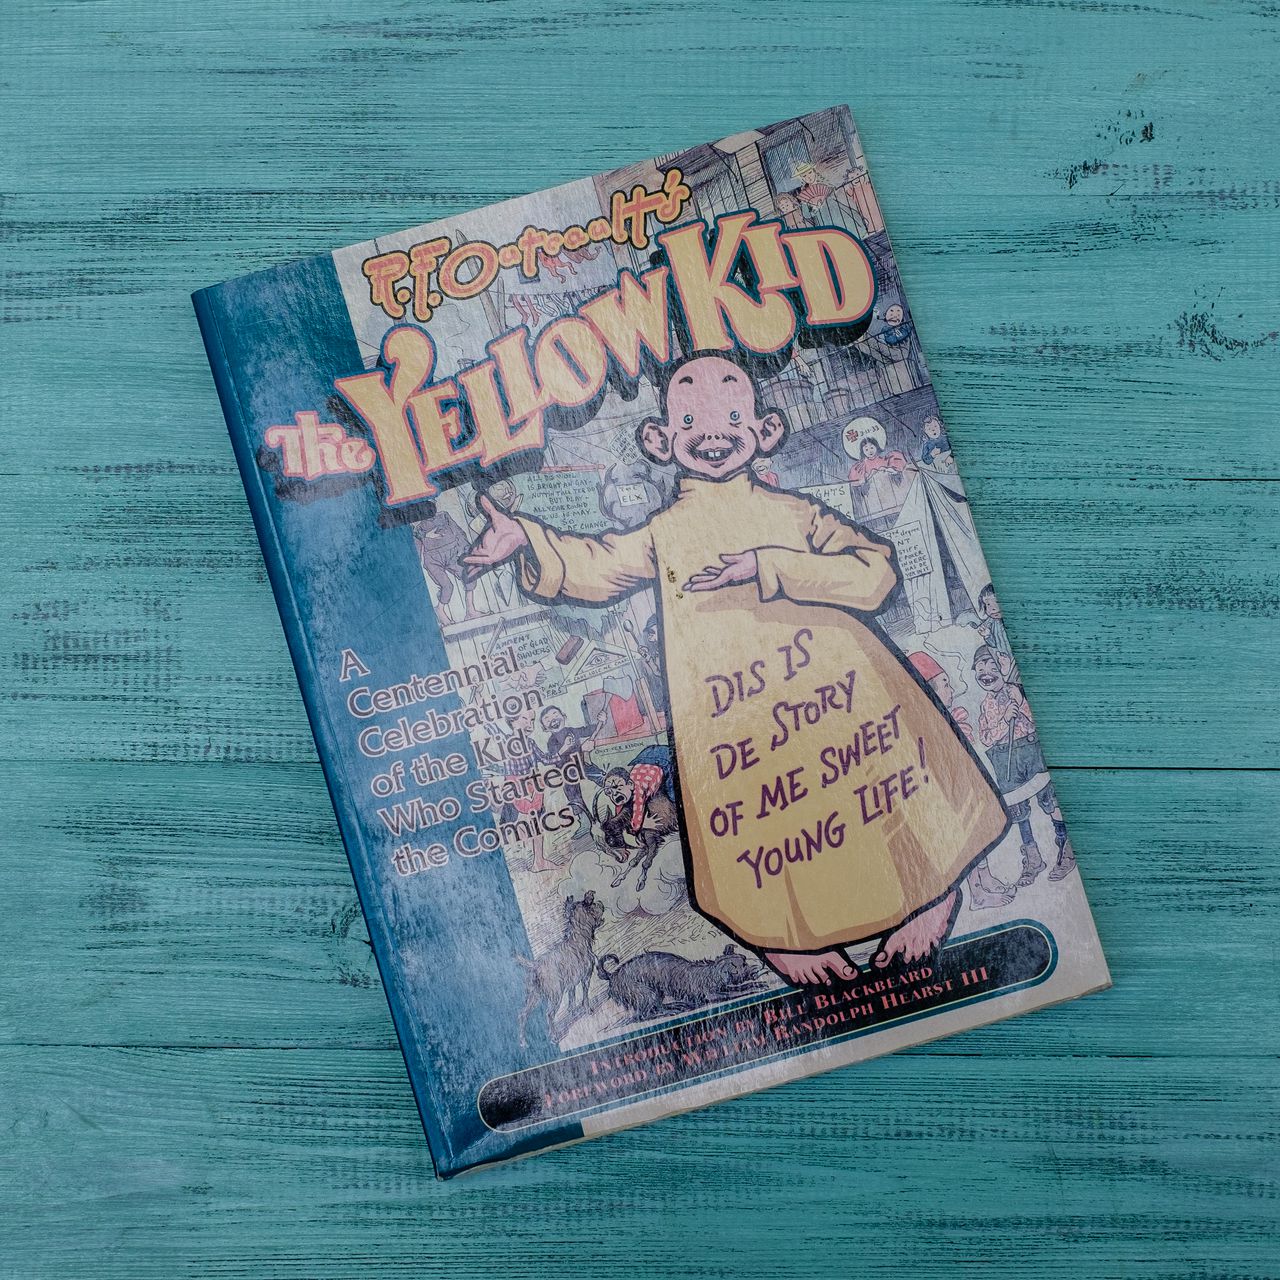 R.F. Outcault's
The YELLOW KID
A
Centennial
Celebration
of the Kid
Who Started
the Comics
DIS IS
DE STORY
OF ME SWEET
YOUNG LIFE!
INTRODUCTION BY BILL BLACKBEARD
FOREWORD BY WILLIAM RANDOLPH HEARST III